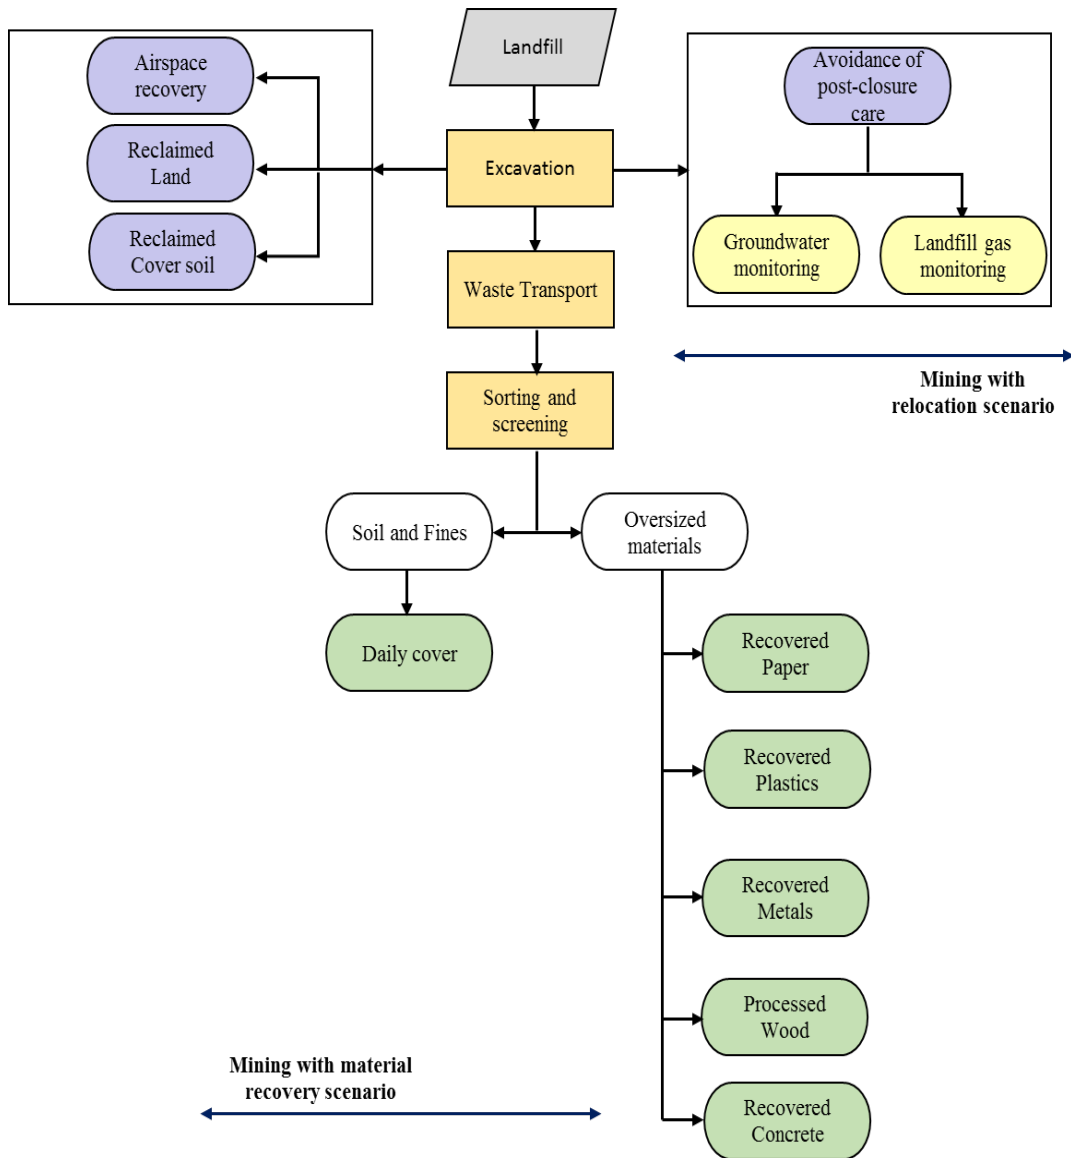 Landfill
Airspace
recovery
Reclaimed
Land
Reclaimed
Cover soil
Excavation
Avoidance of
post-closure
care
Groundwater
monitoring
Landfill gas
monitoring
Waste Transport
Mining with
relocation scenario
Sorting and
screening
Soil and Fines
Oversized
materials
Daily cover
Recovered
Paper
Recovered
Plastics
Recovered
Metals
Processed
Wood
Recovered
Concrete
Mining with material
recovery scenario